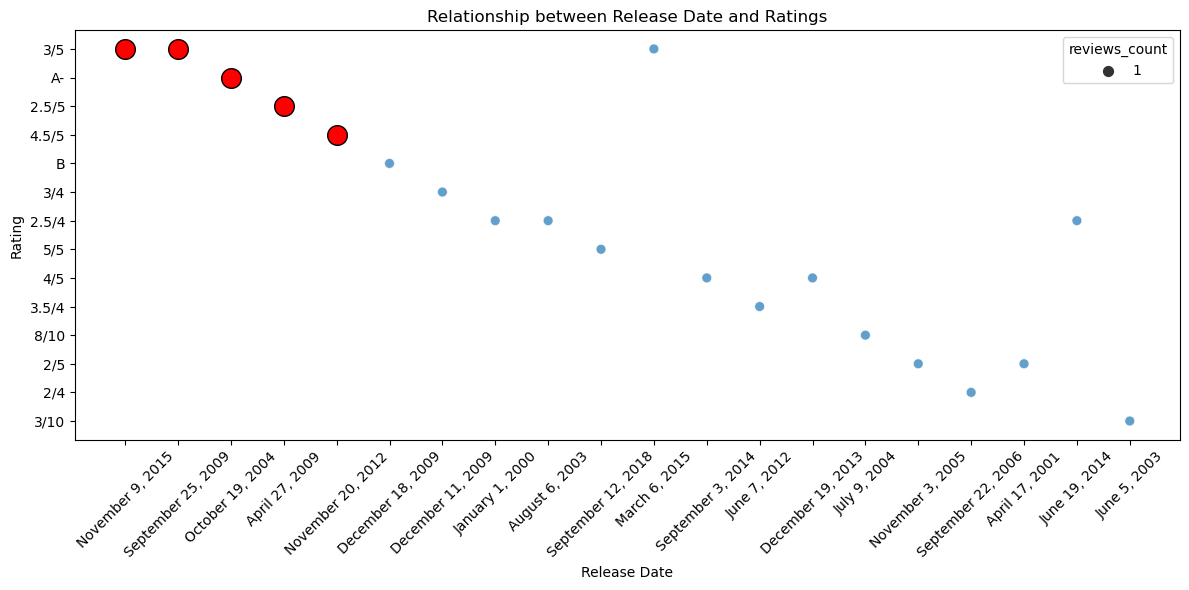 Relationship between Release Date and Ratings
reviews_count
1
Rating
3/5
A-
2.5/5
4.5/5
B
3/4
2.5/4
5/5
4/5
3.5/4
8/10
2/5
2/4
3/10
November 9, 2015
September 25, 2009
October 19, 2004
April 27, 2009
November 20, 2012
December 18, 2009
December 11, 2009
January 1, 2000
August 6, 2003
September 12, 2018
March 6, 2015
September 3, 2014
June 7, 2012
December 19, 2013
July 9, 2004
November 3, 2005
September 22, 2006
April 17, 2001
June 19, 2014
June 5, 2003
Release Date